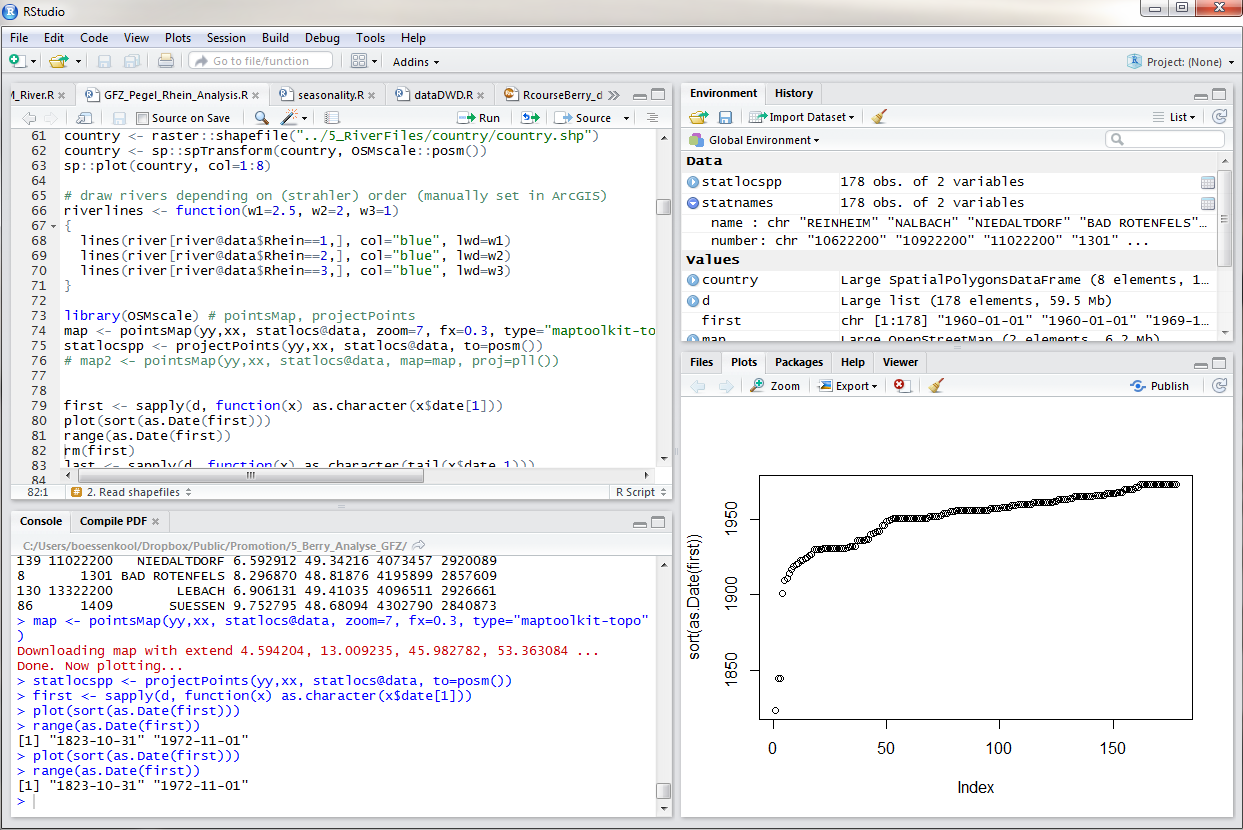 RStudio
File Edit Code View Plots Session Build Debug Tools Help
Go to file/function Addins Project: (None)
M_River.R GFZ_Pegel_Rhein_Analysis.R seasonality.R dataDWD.R RcourseBerry_d
Source on Save Run Source
61 country <- raster::shapefile("../5_RiverFiles/country/country.shp")
62 country <- sp::spTransform(country, OSMscale::posm())
63 sp::plot(country, col=1:8)
64
65 # draw rivers depending on (strahler) order (manually set in ArcGIS)
66 riverlines <- function(w1=2.5, w2=2, w3=1)
67 {
68 lines(river[river@data$Rhein==1,], col="blue", lwd=w1)
69 lines(river[river@data$Rhein==2,], col="blue", lwd=w2)
70 lines(river[river@data$Rhein==3,], col="blue", lwd=w3)
71 }
72
73 library(OSMscale) # pointsMap, projectPoints
74 map <- pointsMap(yy,xx, statlocs@data, zoom=7, fx=0.3, type="maptoolkit-to
75 statlocspp <- projectPoints(yy,xx, statlocs@data, to=posm())
76 # map2 <- pointsMap(yy,xx, statlocs@data, map=map, proj=pll())
77
78
79 first <- sapply(d, function(x) as.character(x$date[1]))
80 plot(sort(as.Date(first)))
81 range(as.Date(first))
82 rm(first)
83 last <- sapply(d, function(x) as.character(tail(x$date,1)))
84
82:1 2. Read shapefiles R Script
Console Compile PDF
C:/Users/boessenkool/Dropbox/Public/Promotion/5_Berry_Analyse_GFZ/
139 11022200 NIEDALTDORF 6.592912 49.34216 4073457 2920089
8 1301 BAD ROTENFELS 8.296870 48.81876 4195899 2857609
130 13322200 LEBACH 6.906131 49.41035 4096511 2926661
86 1409 SUESSEN 9.752795 48.68094 4302790 2840873
> map <- pointsMap(yy,xx, statlocs@data, zoom=7, fx=0.3, type="maptoolkit-topo"
)
Downloading map with extend 4.594204, 13.009235, 45.982782, 53.363084 ...
Done. Now plotting...
> statlocspp <- projectPoints(yy,xx, statlocs@data, to=posm())
> first <- sapply(d, function(x) as.character(x$date[1]))
> plot(sort(as.Date(first)))
> range(as.Date(first))
[1] "1823-10-31" "1972-11-01"
> plot(sort(as.Date(first)))
> range(as.Date(first))
[1] "1823-10-31" "1972-11-01"
>
Environment History
Import Dataset List
Global Environment
Data
statlocspp 178 obs. of 2 variables
statnames 178 obs. of 2 variables
name : chr "REINHEIM" "NALBACH" "NIEDALTDORF" "BAD ROTENFELS"...
number: chr "10622200" "10922200" "11022200" "1301" ...
Values
country Large SpatialPolygonsDataFrame (8 elements, 1...
d Large list (178 elements, 59.5 Mb)
first chr [1:178] "1960-01-01" "1960-01-01" "1969-1...
map Large OpenStreetMap (2 elements, 6.2 Mb)
Files Plots Packages Help Viewer
Zoom Export Publish
sort(as.Date(first))
1950
1900
1850
0 50 100 150
Index